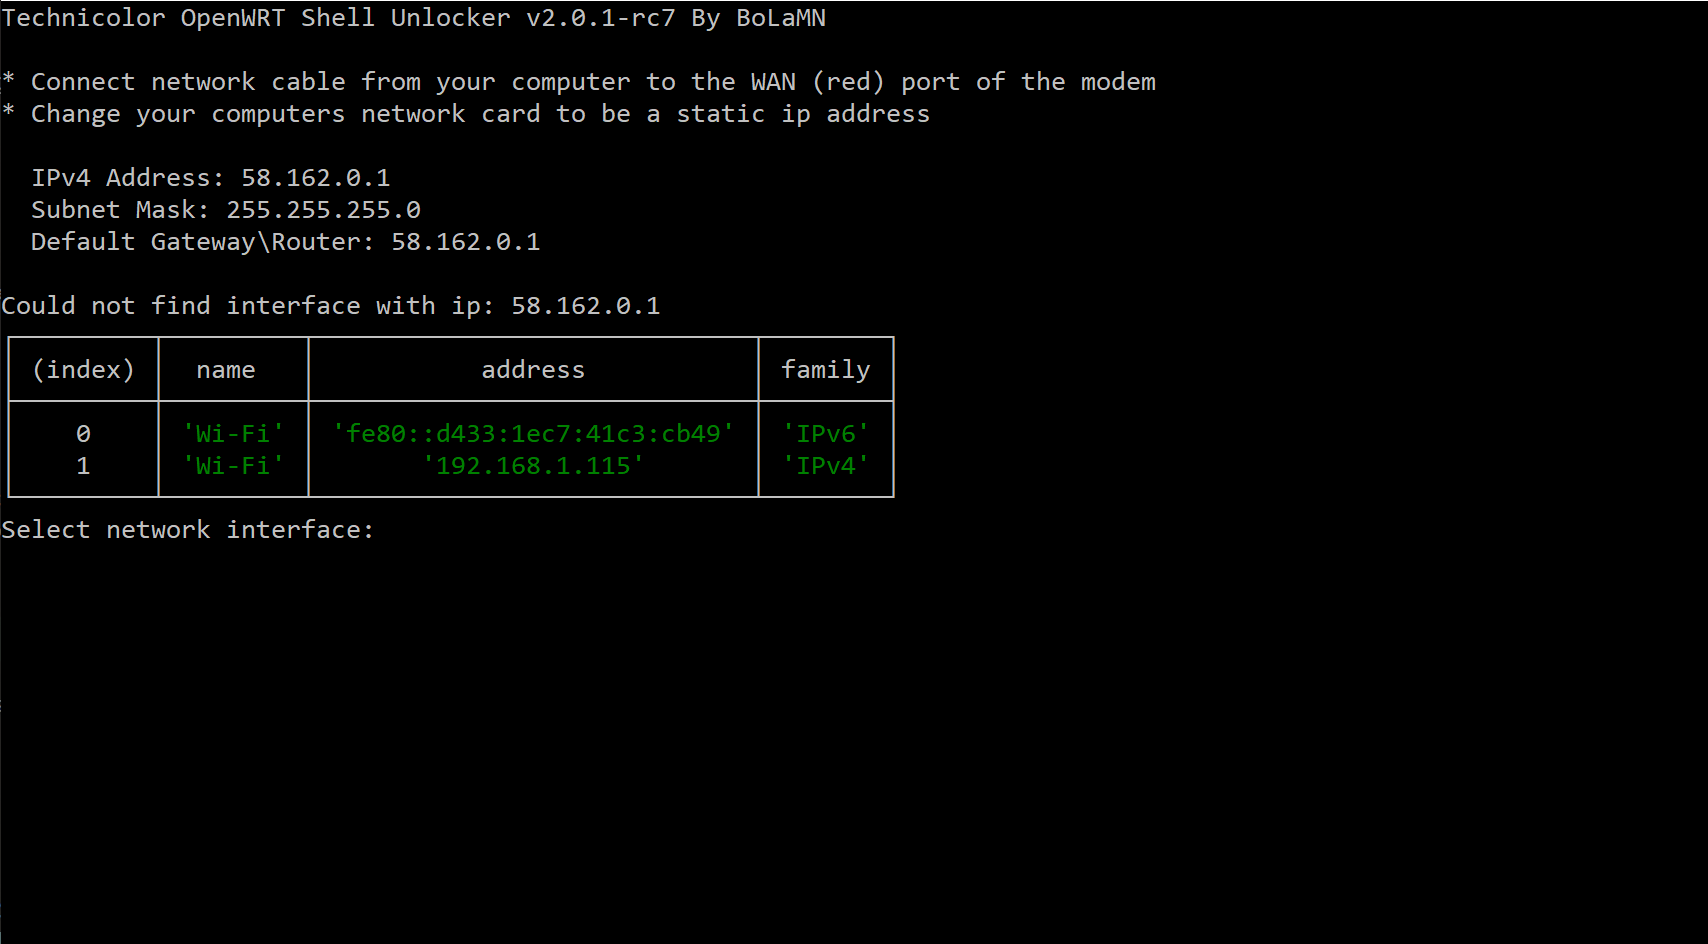 Technicolor OpenWRT Shell Unlocker v2.0.1-rc7 By BoLaMN
* Connect network cable from your computer to the WAN (red) port of the modem
* Change your computers network card to be a static ip address
IPv4 Address: 58.162.0.1
Subnet Mask: 255.255.255.0
Default Gateway\Router: 58.162.0.1
Could not find interface with ip: 58.162.0.1
(index) name address family
0 'Wi-Fi' 'fe80::d433:1ec7:41c3:cb49' 'IPv6'
1 'Wi-Fi' '192.168.1.115' 'IPv4'
Select network interface: